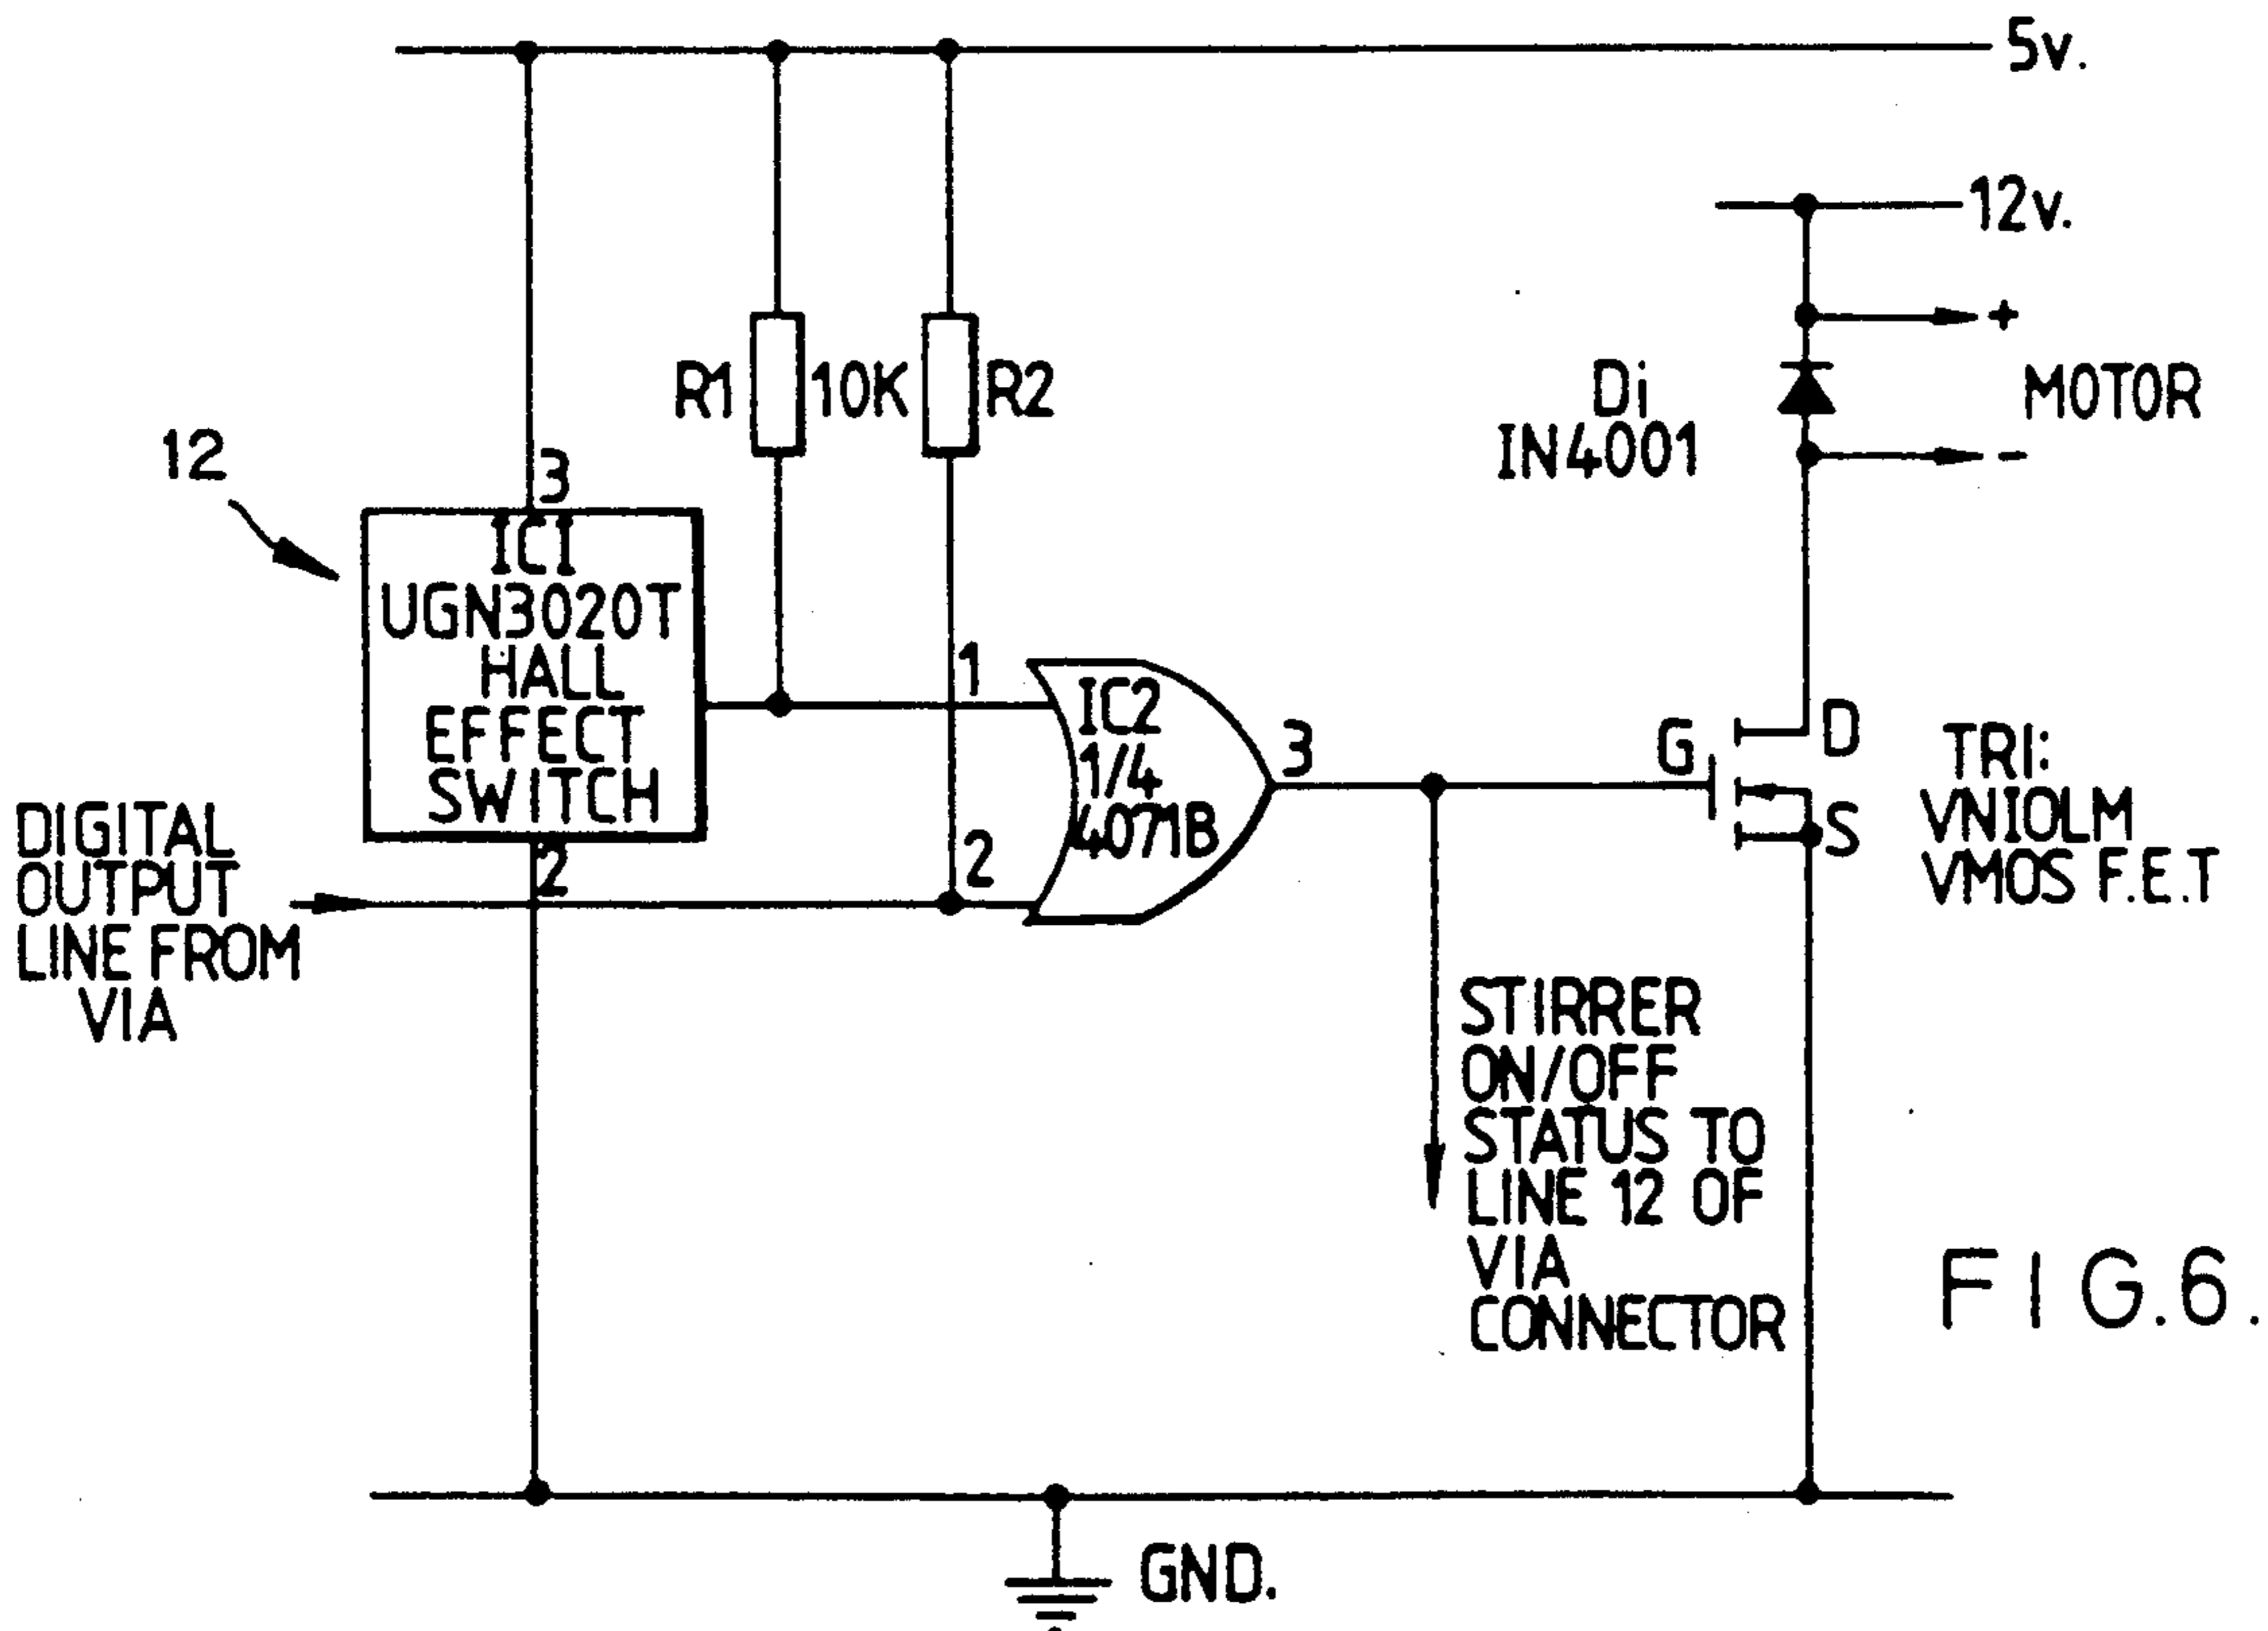 5v.
12v.
+
R1
10K
R2
Di
IN4001
MOTOR
-
12
3
ICI
UGN3020T
HALL
EFFECT
SWITCH
2
1
2
IC2
1/4
4071B
3
G
D
S
TRI:
VNIOLM
VMOS F.E.T
DIGITAL
OUTPUT
LINE FROM
VIA
STIRRER
ON/OFF
STATUS TO
LINE 12 OF
VIA
CONNECTOR
FIG.6.
GND.